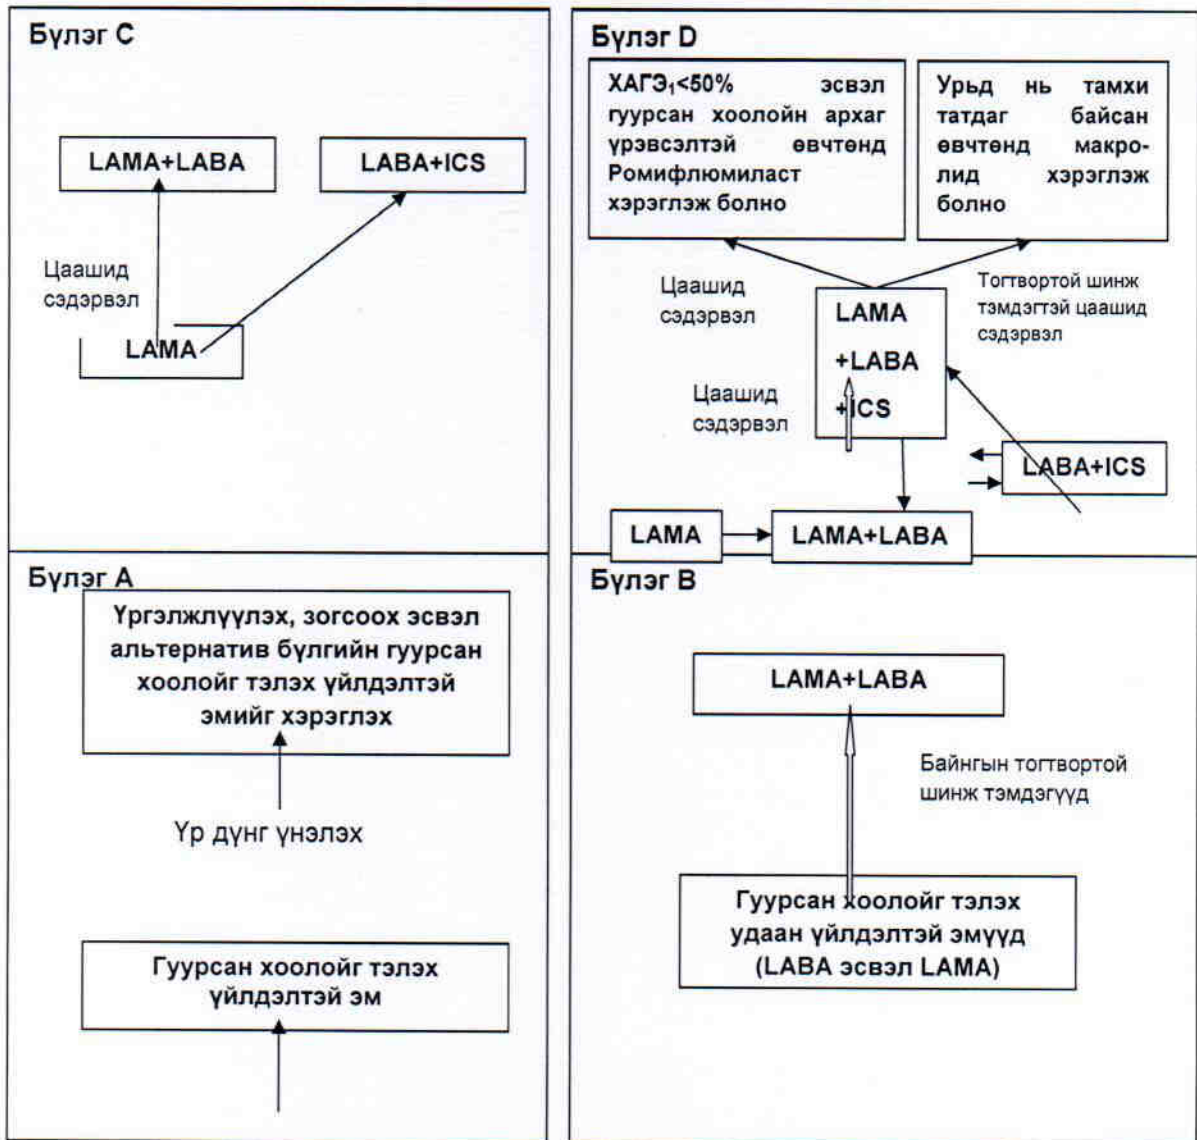 Бүлэг C
LAMA+LABA
LABA+ICS
Цаашид
сэдэрвэл
LAMA
Бүлэг D
ХАГЭ₁<50% эсвэл
гуурсан хоолойн архаг
үрэвсэлтэй өвчтөнд
Ромифлюмиласт
хэрэглэж болно
Урьд нь тамхи
татдаг байсан
өвчтөнд макро-
лид хэрэглэж
болно
Цаашид
сэдэрвэл
Тогтвортой шинж
тэмдэгтэй цаашид
сэдэрвэл
LAMA
+LABA
+ICS
Цаашид
сэдэрвэл
LABA+ICS
LAMA
LAMA+LABA
Бүлэг A
Үргэлжлүүлэх, зогсоох эсвэл
альтернатив бүлгийн гуурсан
хоолойг тэлэх үйлдэлтэй
эмийг хэрэглэх
Үр дүнг үнэлэх
Гуурсан хоолойг тэлэх
үйлдэлтэй эм
Бүлэг B
LAMA+LABA
Байнгын тогтвортой
шинж тэмдэгүүд
Гуурсан хоолойг тэлэх
удаан үйлдэлтэй эмүүд
(LABA эсвэл LAMA)